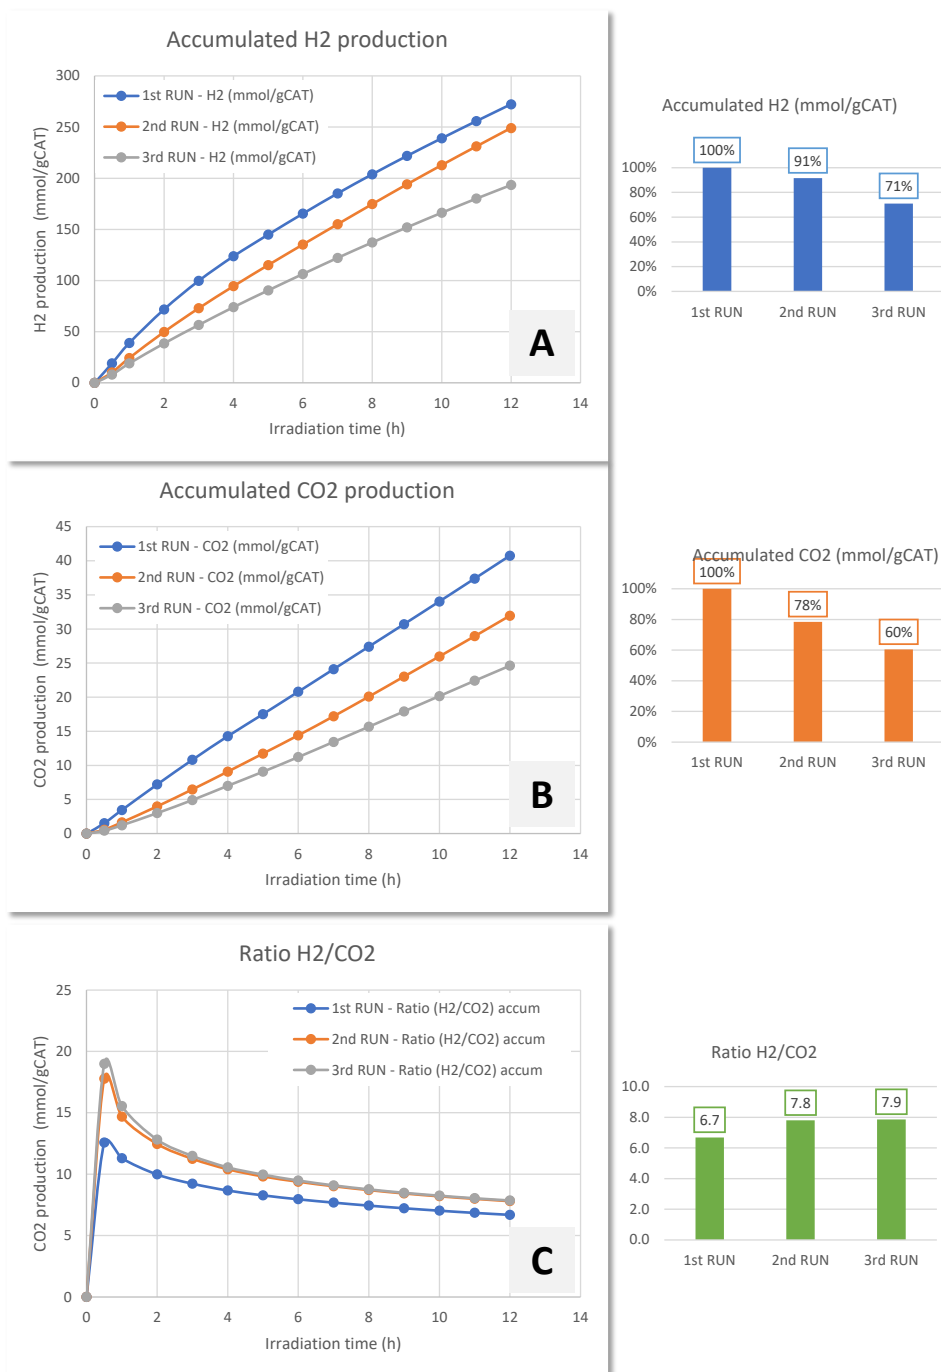 Accumulated H2 production
300
250
200
150
100
50
0
H2 production (mmol/gCAT)
1st RUN - H2 (mmol/gCAT)
2nd RUN - H2 (mmol/gCAT)
3rd RUN - H2 (mmol/gCAT)
A
0 2 4 6 8 10 12 14
Irradiation time (h)
Accumulated H2 (mmol/gCAT)
100%
91%
71%
100%
80%
60%
40%
20%
0%
1st RUN 2nd RUN 3rd RUN
Accumulated CO2 production
45
40
35
30
25
20
15
10
5
0
CO2 production (mmol/gCAT)
1st RUN - CO2 (mmol/gCAT)
2nd RUN - CO2 (mmol/gCAT)
3rd RUN - CO2 (mmol/gCAT)
B
0 2 4 6 8 10 12 14
Irradiation time (h)
Accumulated CO2 (mmol/gCAT)
100%
78%
60%
100%
80%
60%
40%
20%
0%
1st RUN 2nd RUN 3rd RUN
Ratio H2/CO2
25
20
15
10
5
0
CO2 production (mmol/gCAT)
1st RUN - Ratio (H2/CO2) accum
2nd RUN - Ratio (H2/CO2) accum
3rd RUN - Ratio (H2/CO2) accum
C
0 2 4 6 8 10 12 14
Irradiation time (h)
Ratio H2/CO2
6.7
7.8
7.9
10.0
8.0
6.0
4.0
2.0
0.0
1st RUN 2nd RUN 3rd RUN